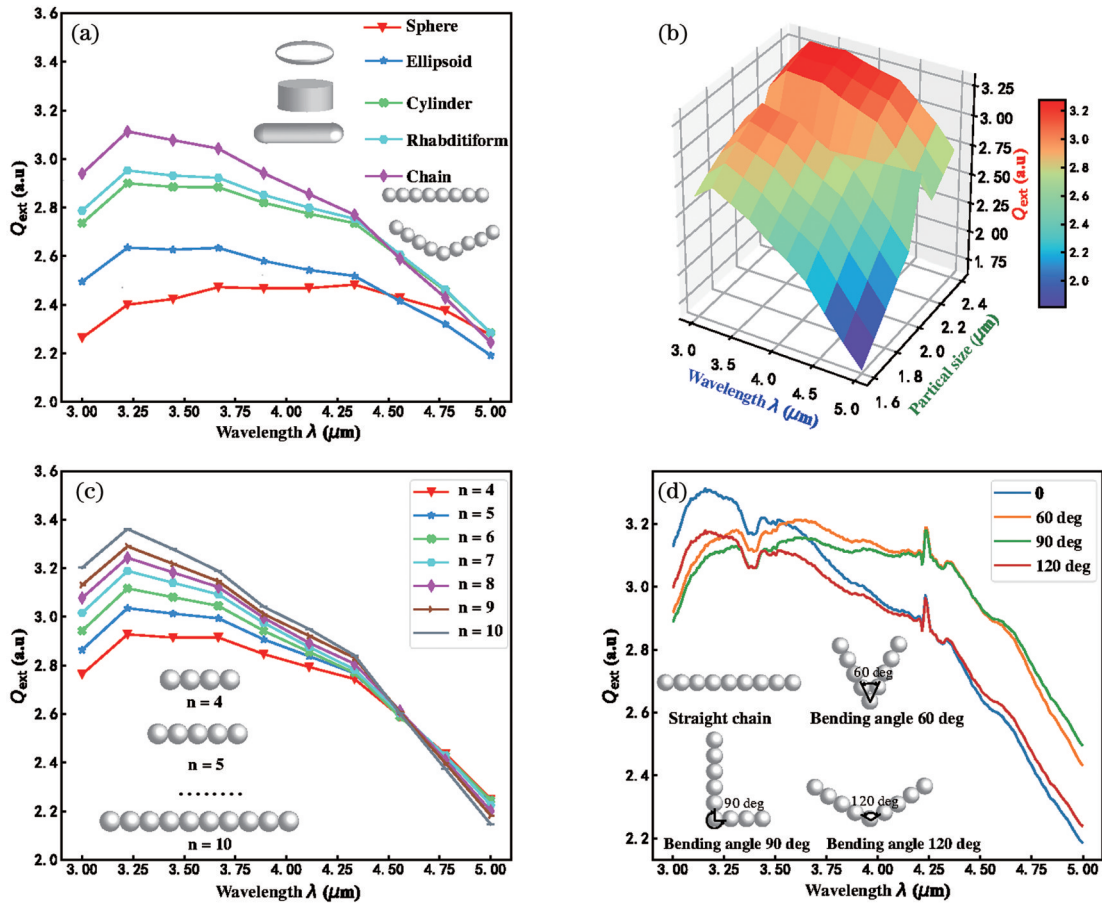 (a)
3.6
3.4
3.2
3.0
2.8
2.6
2.4
2.2
2.0
Qext (a.u)
Sphere
Ellipsoid
Cylinder
Rhabditiform
Chain
3.00 3.25 3.50 3.75 4.00 4.25 4.50 4.75 5.00
Wavelength λ (μm)
(b)
3.25
3.00
2.75
2.50
2.25
2.00
1.75
Qext (a.u)
3.2
3.0
2.8
2.6
2.4
2.2
2.0
3.0 3.5 4.0 4.5 5.0
Wavelength λ (μm)
1.6 1.8 2.0 2.2 2.4
Partical size (μm)
(c)
3.6
3.4
3.2
3.0
2.8
2.6
2.4
2.2
2.0
Qext (a.u)
n = 4
n = 5
n = 6
n = 7
n = 8
n = 9
n = 10
n = 4
n = 5
.........
n = 10
3.00 3.25 3.50 3.75 4.00 4.25 4.50 4.75 5.00
Wavelength λ (μm)
(d)
3.2
3.0
2.8
2.6
2.4
2.2
Qext (a.u)
0
60 deg
90 deg
120 deg
60 deg
Straight chain
Bending angle 60 deg
90 deg
120 deg
Bending angle 90 deg
Bending angle 120 deg
3.00 3.25 3.50 3.75 4.00 4.25 4.50 4.75 5.00
Wavelength λ (μm)